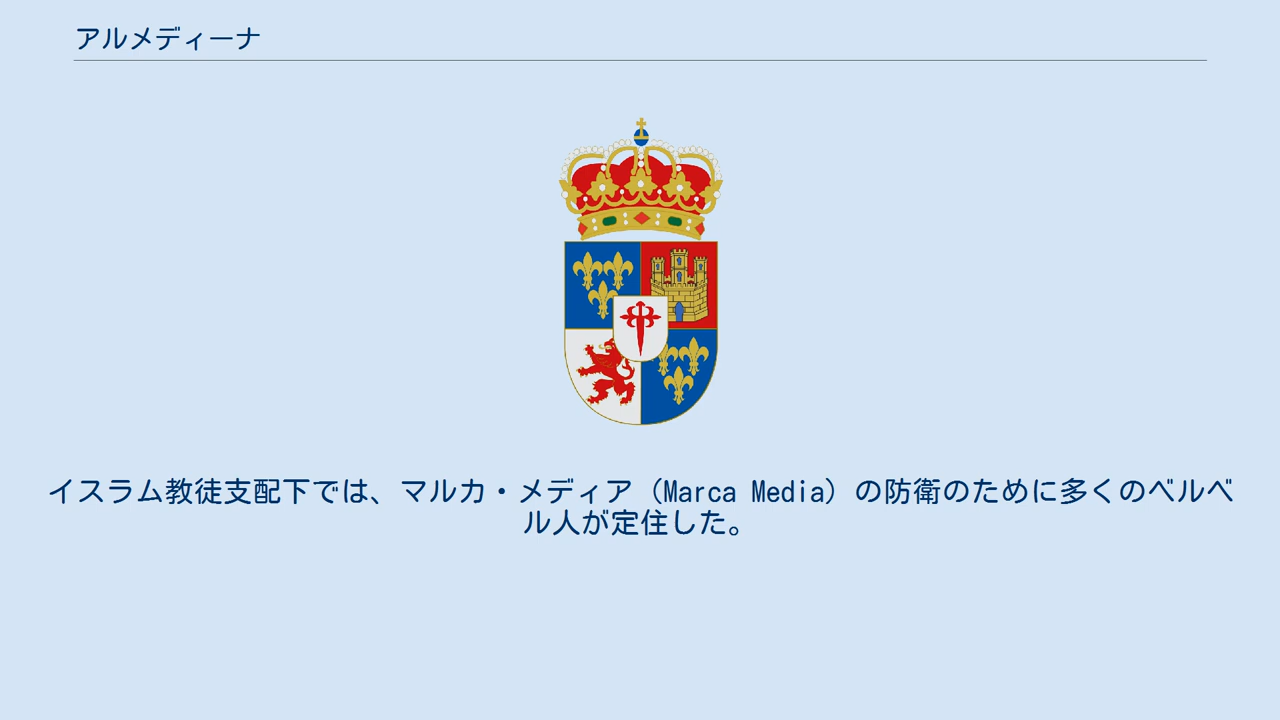 アルメディーナ
イスラム教徒支配下では、マルカ・メディア（Marca Media）の防衛のために多くのベルベ
ル人が定住した。